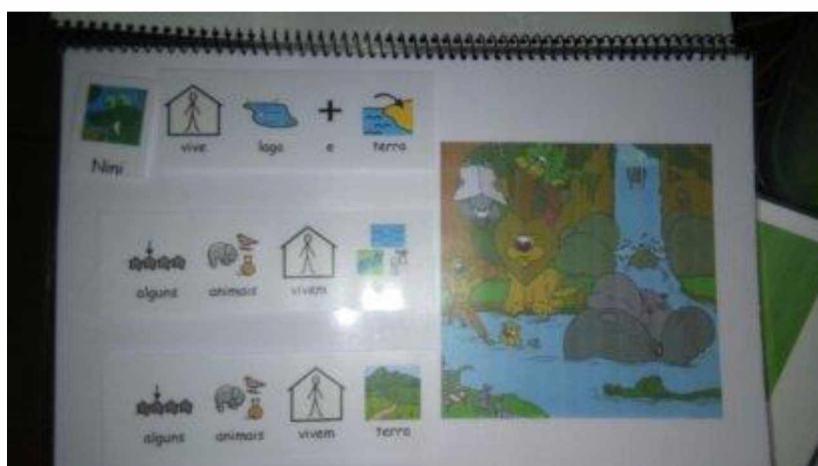 Nini
vive lago e terra
alguns animais vivem
alguns animais vivem terra